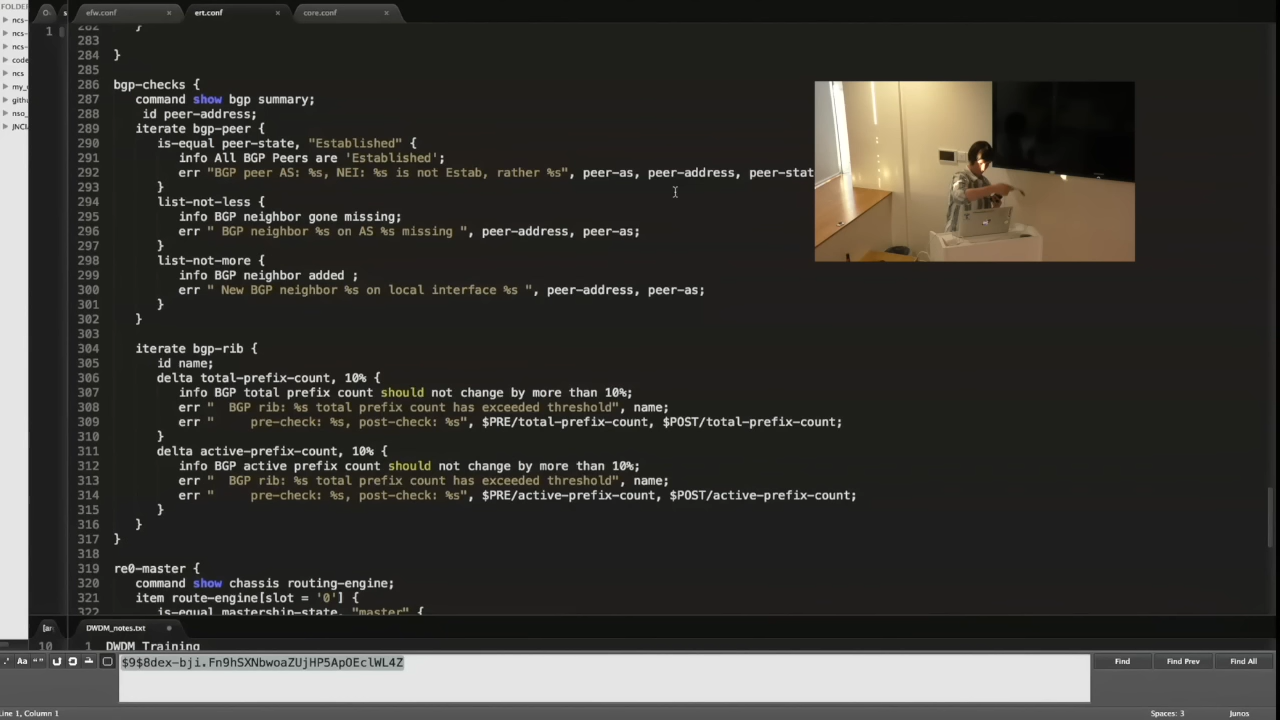 FOLDER
efw.conf × ert.conf × core.conf ×
ncs-
ncs-
ncs-
code
ncs
my_
github
nso_
JNCIA
1
282 }
283
284 }
285
286 bgp-checks {
287 command show bgp summary;
288 id peer-address;
289 iterate bgp-peer {
290 is-equal peer-state, "Established" {
291 info All BGP Peers are 'Established';
292 err "BGP peer AS: %s, NEI: %s is not Estab, rather %s", peer-as, peer-address, peer-stat
293 }
294 list-not-less {
295 info BGP neighbor gone missing;
296 err " BGP neighbor %s on AS %s missing ", peer-address, peer-as;
297 }
298 list-not-more {
299 info BGP neighbor added ;
300 err " New BGP neighbor %s on local interface %s ", peer-address, peer-as;
301 }
302 }
303
304 iterate bgp-rib {
305 id name;
306 delta total-prefix-count, 10% {
307 info BGP total prefix count should not change by more than 10%;
308 err "  BGP rib: %s total prefix count has exceeded threshold", name;
309 err "     pre-check: %s, post-check: %s", $PRE/total-prefix-count, $POST/total-prefix-count;
310 }
311 delta active-prefix-count, 10% {
312 info BGP active prefix count should not change by more than 10%;
313 err "  BGP rib: %s total prefix count has exceeded threshold", name;
314 err "     pre-check: %s, post-check: %s", $PRE/active-prefix-count, $POST/active-prefix-count;
315 }
316 }
317 }
318
319 re0-master {
320 command show chassis routing-engine;
321 item route-engine[slot = '0'] {
322 is-equal mastership-state, "master" {
[ar DWDM_notes.txt
10 1 DWDM Training
.* Aa “” $9$8dex-bji.Fn9hSXNbwoaZUjHP5ApOEclWL4Z Find Find Prev Find All
Line 1, Column 1 Spaces: 3 Junos